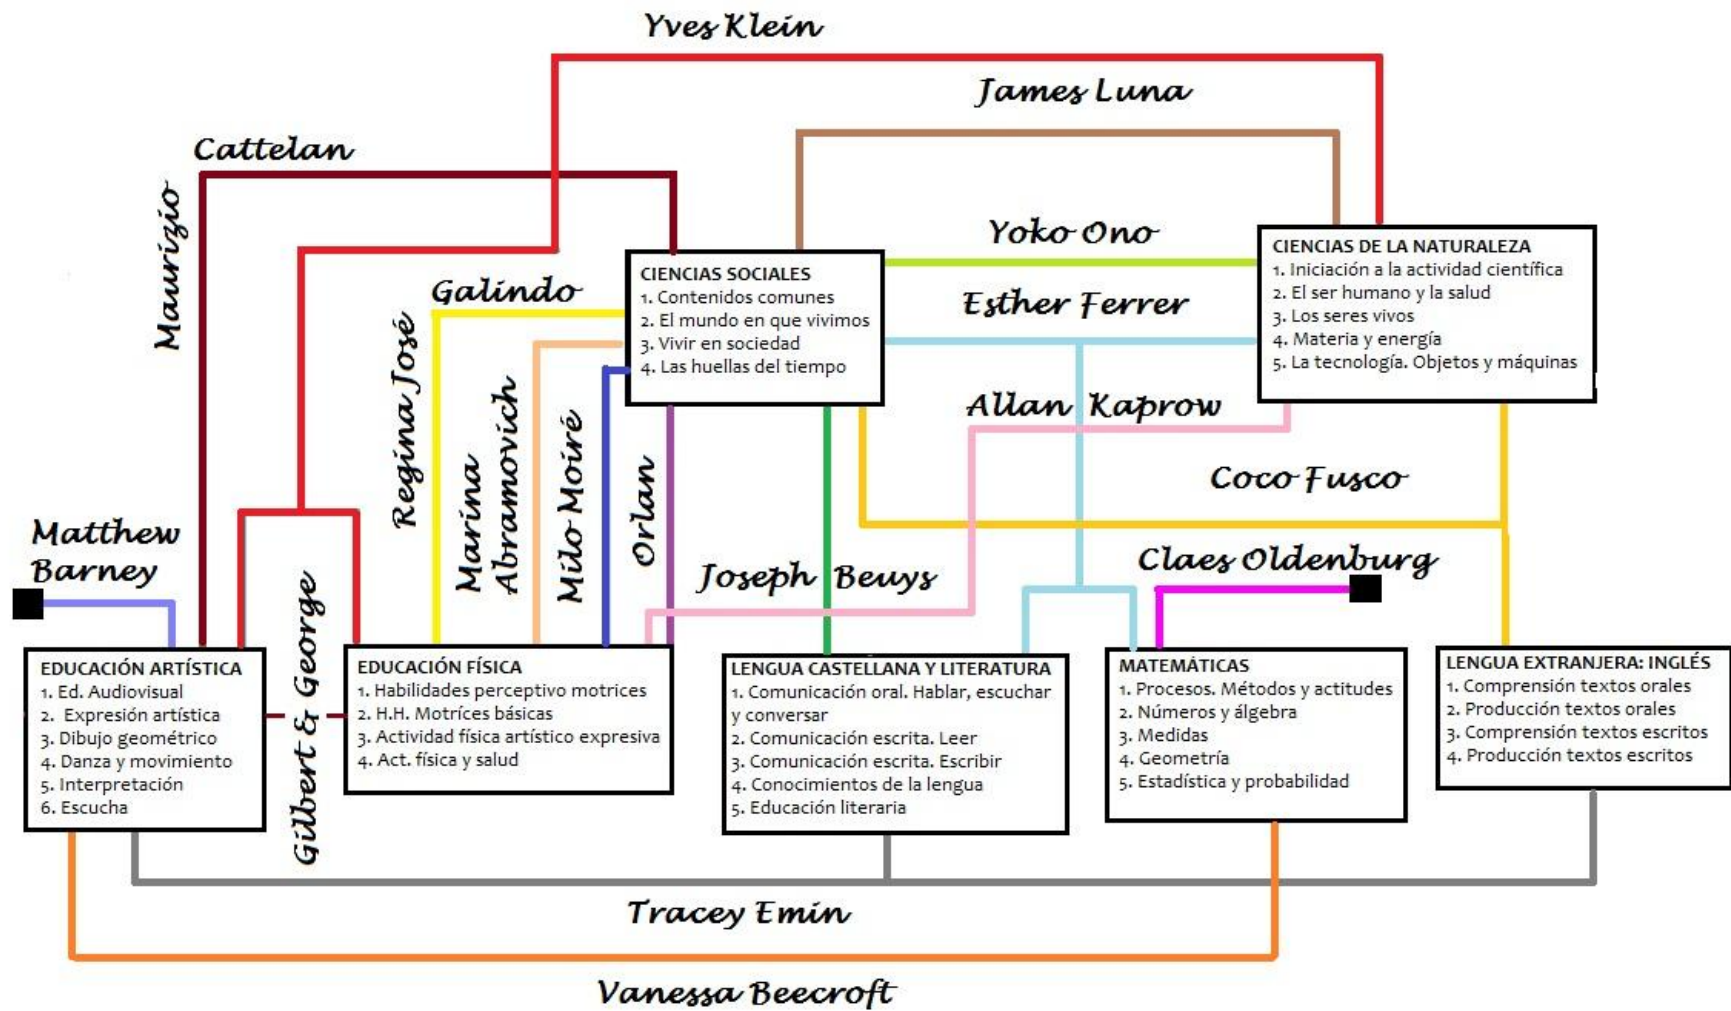 Yves Klein
James Luna
Maurizio
Cattelan
Yoko Ono
CIENCIAS SOCIALES
1. Contenidos comunes
2. El mundo en que vivimos
3. Vivir en sociedad
4. Las huellas del tiempo
CIENCIAS DE LA NATURALEZA
1. Iniciación a la actividad científica
2. El ser humano y la salud
3. Los seres vivos
4. Materia y energía
5. La tecnología. Objetos y máquinas
Regina José
Galindo
Esther Ferrer
Marina
Abramovich
Milo Moiré
Orlan
Allan Kaprow
Coco Fusco
Matthew
Barney
Gilbert & George
Joseph Beuys
Claes Oldenburg
EDUCACIÓN ARTÍSTICA
1. Ed. Audiovisual
2. Expresión artística
3. Dibujo geométrico
4. Danza y movimiento
5. Interpretación
6. Escucha
EDUCACIÓN FÍSICA
1. Habilidades perceptivo motrices
2. H.H. Motríces básicas
3. Actividad física artístico expresiva
4. Act. física y salud
LENGUA CASTELLANA Y LITERATURA
1. Comunicación oral. Hablar, escuchar
y conversar
2. Comunicación escrita. Leer
3. Comunicación escrita. Escribir
4. Conocimientos de la lengua
5. Educación literaria
MATEMÁTICAS
1. Procesos. Métodos y actitudes
2. Números y álgebra
3. Medidas
4. Geometría
5. Estadística y probabilidad
LENGUA EXTRANJERA: INGLÉS
1. Comprensión textos orales
2. Producción textos orales
3. Comprensión textos escritos
4. Producción textos escritos
Tracey Emin
Vanessa Beecroft